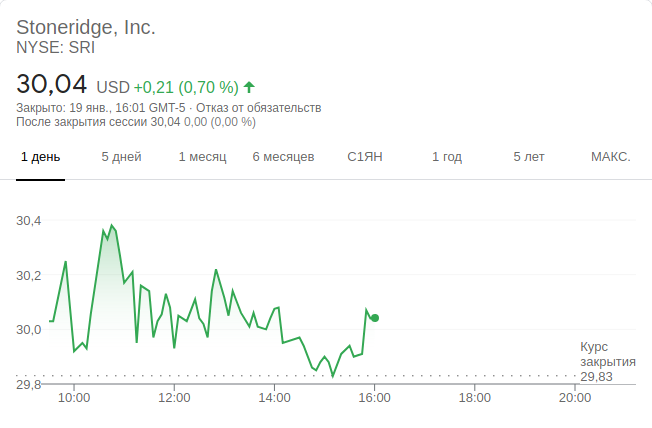 Stoneridge, Inc.
NYSE: SRI
30,04 USD +0,21 (0,70 %)
Закрыто: 19 янв., 16:01 GMT-5 · Отказ от обязательств
После закрытия сессии 30,04 0,00 (0,00 %)
1 день 5 дней 1 месяц 6 месяцев С1ЯН 1 год 5 лет МАКС.
30,4
30,2
30,0
29,8
Курс
закрытия
29,83
10:00 12:00 14:00 16:00 18:00 20:00